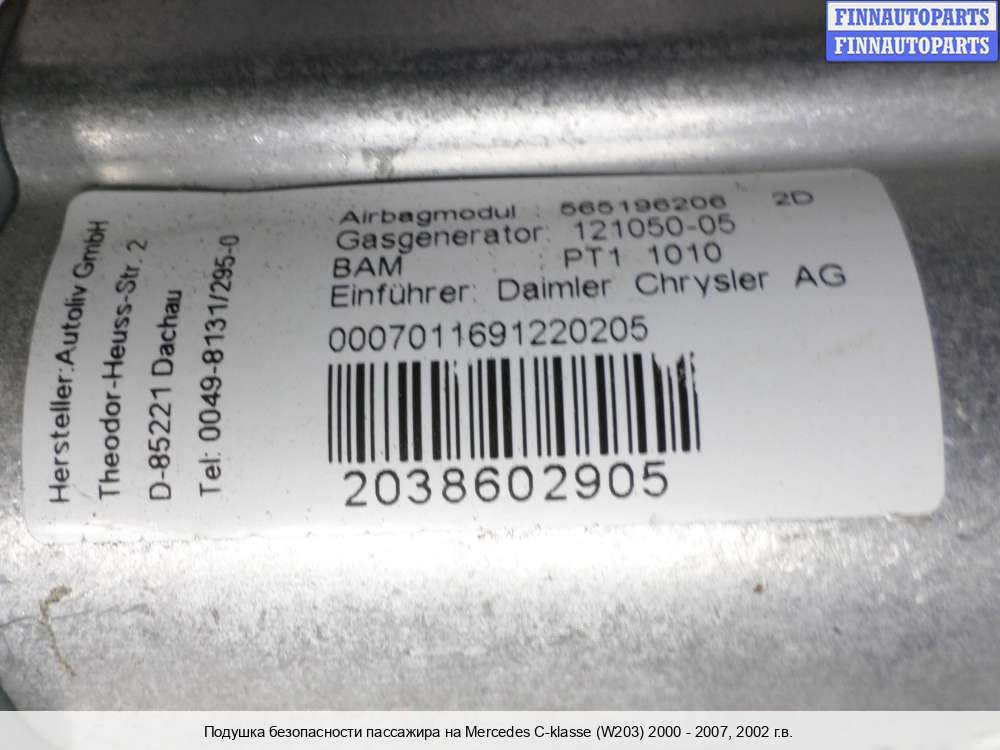 FINNAUTOPARTS
FINNAUTOPARTS
Hersteller:Autoliv GmbH
Theodor-Heuss-Str. 2
D-85221 Dachau
Tel: 0049-8131/295-0
Airbagmodul : 565196206 2D
Gasgenerator: 121050-05
BAM : PT1 1010
Einführer: Daimler Chrysler AG
0007011691220205
2038602905
Подушка безопасности пассажира на Mercedes C-klasse (W203) 2000 - 2007, 2002 г.в.